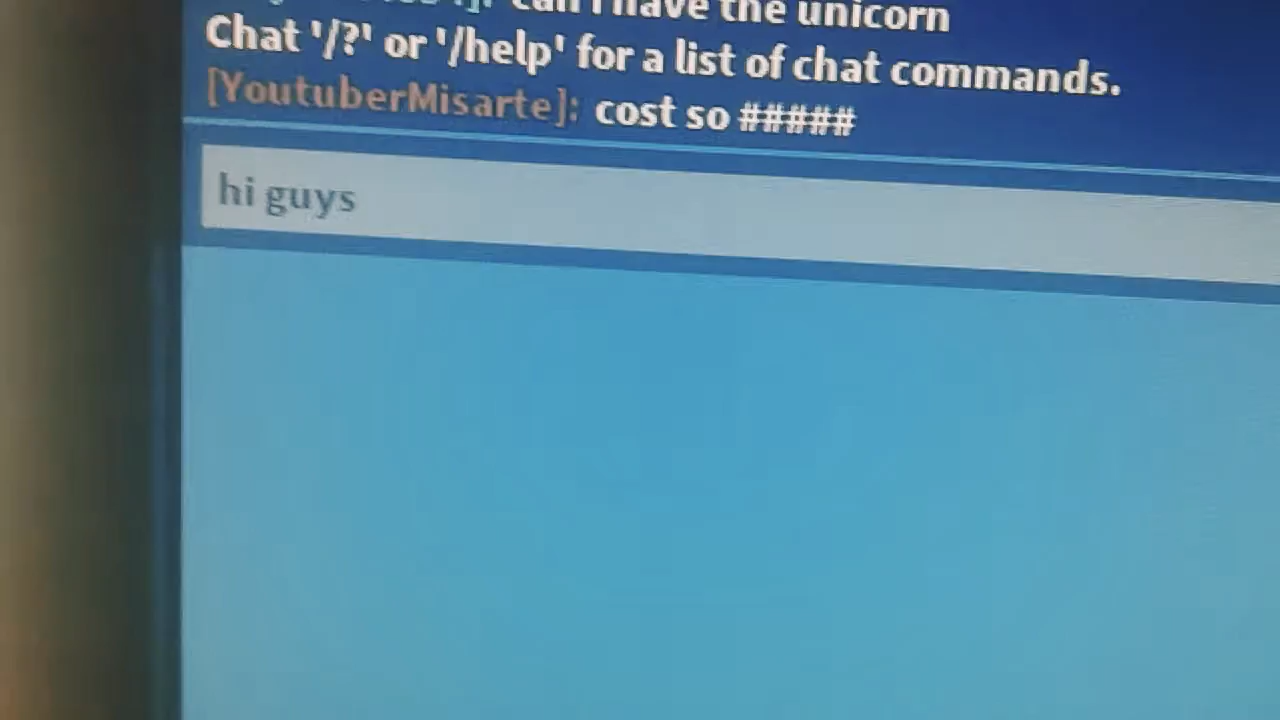 can I have the unicorn
Chat '/?' or '/help' for a list of chat commands.
[YoutuberMisarte]: cost so #####
hi guys